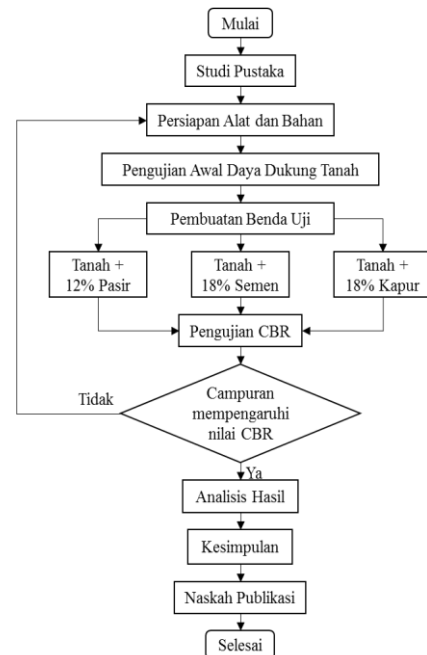 Mulai
Studi Pustaka
Persiapan Alat dan Bahan
Pengujian Awal Daya Dukung Tanah
Pembuatan Benda Uji
Tanah +
12% Pasir
Tanah +
18% Semen
Tanah +
18% Kapur
Pengujian CBR
Tidak
Campuran
mempengaruhi
nilai CBR
Ya
Analisis Hasil
Kesimpulan
Naskah Publikasi
Selesai